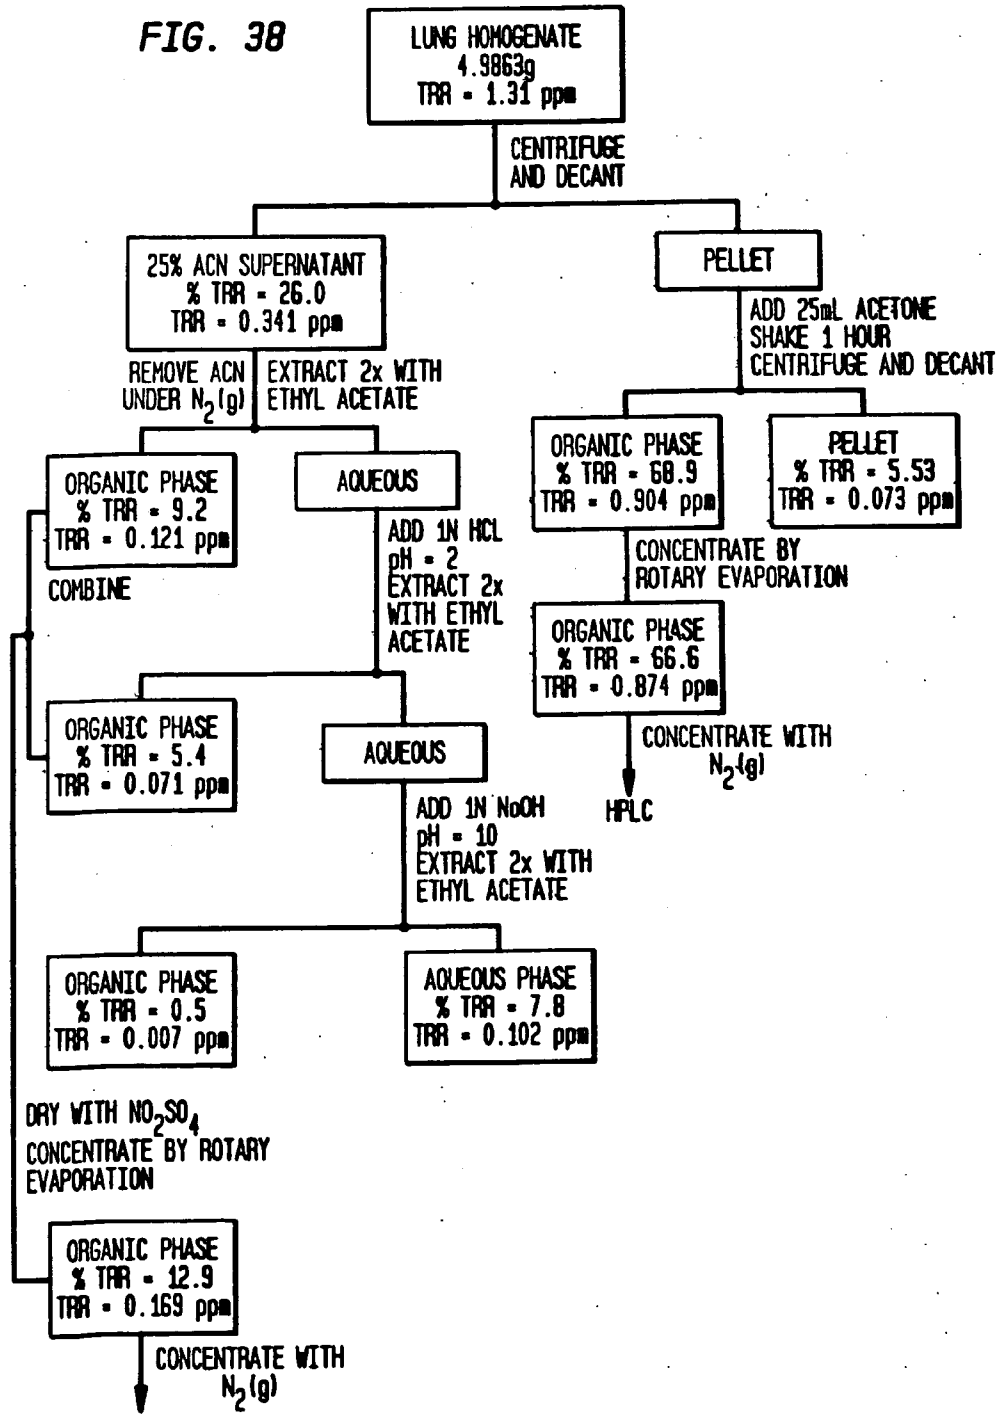 FIG. 38
LUNG HOMOGENATE
4.9863g
TRR = 1.31 ppm
CENTRIFUGE
AND DECANT
25% ACN SUPERNATANT
% TRR = 26.0
TRR = 0.341 ppm
PELLET
ADD 25mL ACETONE
SHAKE 1 HOUR
CENTRIFUGE AND DECANT
REMOVE ACN
UNDER N2(g)
EXTRACT 2x WITH
ETHYL ACETATE
ORGANIC PHASE
% TRR = 9.2
TRR = 0.121 ppm
AQUEOUS
ORGANIC PHASE
% TRR = 68.9
TRR = 0.904 ppm
PELLET
% TRR = 5.53
TRR = 0.073 ppm
COMBINE
ADD 1N HCL
pH = 2
EXTRACT 2x
WITH ETHYL
ACETATE
CONCENTRATE BY
ROTARY EVAPORATION
ORGANIC PHASE
% TRR = 66.6
TRR = 0.874 ppm
CONCENTRATE WITH
N2(g)
HPLC
ORGANIC PHASE
% TRR = 5.4
TRR = 0.071 ppm
AQUEOUS
ADD 1N NoOH
pH = 10
EXTRACT 2x WITH
ETHYL ACETATE
ORGANIC PHASE
% TRR = 0.5
TRR = 0.007 ppm
AQUEOUS PHASE
% TRR = 7.8
TRR = 0.102 ppm
DRY WITH NO2SO4
CONCENTRATE BY ROTARY
EVAPORATION
ORGANIC PHASE
% TRR = 12.9
TRR = 0.169 ppm
CONCENTRATE WITH
N2(g)